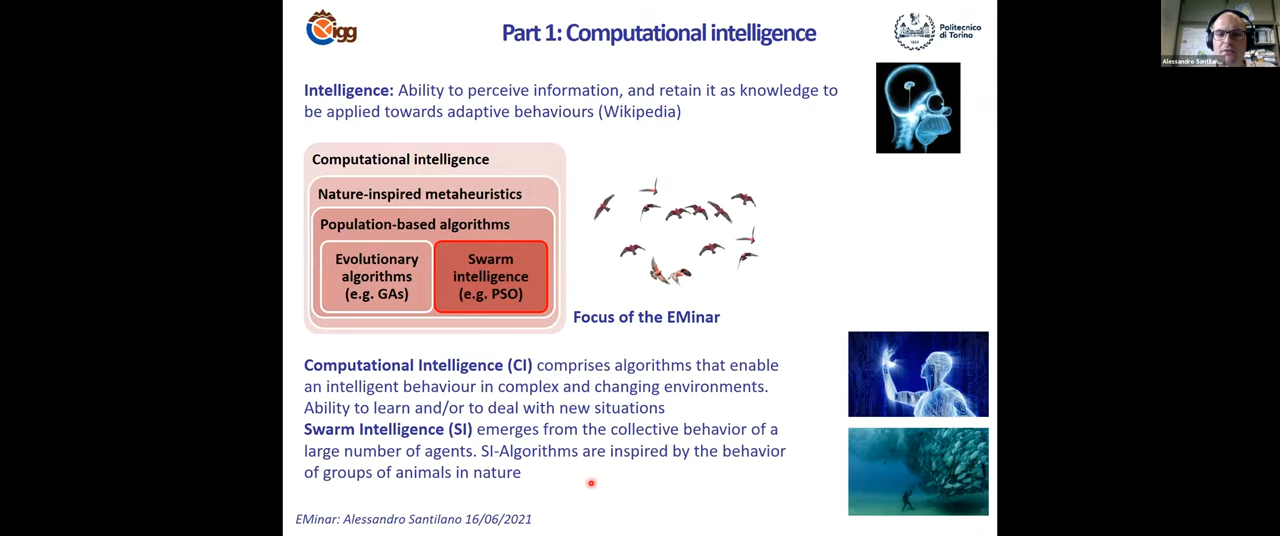 igg
Part 1: Computational intelligence
Politecnico
di Torino
Alessandro Santilan...
Intelligence: Ability to perceive information, and retain it as knowledge to
be applied towards adaptive behaviours (Wikipedia)
Computational intelligence
Nature-inspired metaheuristics
Population-based algorithms
Evolutionary
algorithms
(e.g. GAs)
Swarm
intelligence
(e.g. PSO)
Focus of the EMinar
Computational Intelligence (CI) comprises algorithms that enable
an intelligent behaviour in complex and changing environments.
Ability to learn and/or to deal with new situations
Swarm Intelligence (SI) emerges from the collective behavior of a
large number of agents. SI-Algorithms are inspired by the behavior
of groups of animals in nature
EMinar: Alessandro Santilano 16/06/2021